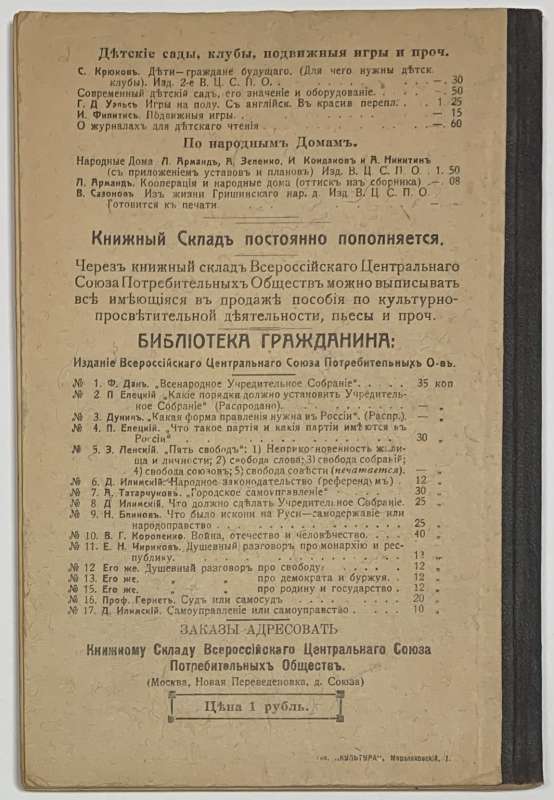 Дѣтскіе сады, клубы, подвижныя игры и проч.
С. Крюковъ. Дѣти—граждане будущаго. (Для чего нужны дѣтск.
клубы). Изд. 2-е В. Ц. С. П. О. . . . . . . . . . —. 30
Современный дѣтскій садъ, его значеніе и оборудованіе. . . —. 50
Г. Д Уэльсъ Игры на полу. Съ англійск. Въ красив перепл. . . 1 25
И. Филитисъ. Подвижныя игры. . . . . . . . . . — 15
О журналахъ для дѣтскаго чтенія . . . . . . . . . —. 60
По народнымъ Домамъ.
Народные Дома Л. Армандъ, А. Зеленко, И Кондаковъ и А. Никитинъ
(съ приложеніемъ уставовъ и плановъ) Изд. В. Ц. С. П. О. . 1. 50
Л. Армандъ. Кооперація и народные дома (оттискъ изъ сборника) —. 08
В. Сазоновъ Изъ жизни Гришинскаго нар. д. Изд В. Ц С. П. О.
Готовится къ печати . . . . . . . . . — —
Книжный Складъ постоянно пополняется.
Черезъ книжный складъ Всероссійскаго Центральнаго
Союза Потребительныхъ Обществъ можно выписывать
всѣ имѣющіяся въ продажѣ пособія по культурно-
просвѣтительной дѣятельности, пьесы и проч.
БИБЛІОТЕКА ГРАЖДАНИНА:
Изданіе Всероссійскаго Центральнаго Союза Потребительныхъ О-въ.
№ 1. Ф. Данъ. „Всенародное Учредительное Собраніе“. . . . . 35 коп
№ 2 П Елецкій „Какіе порядки должно установить Учредитель-
ное Собраніе“ (Распродано). . . . . . . . — „
№ 3. Дуничъ. „Какая форма правленія нужна въ Россіи“. (Распр.). — „
№ 4. П. Елецкій. „Что такое партія и какія партіи имѣются въ
Россіи“ . . . . . . . . . . . 30 „
№ 5. З. Ленскій. „Пять свободъ“: 1) Неприкосновенность жили-
ща и личности; 2) свобода слова; 3) свобода собраній;
4) свобода союзовъ; 5) свобода совѣсти (печатается). — „
№ 6. Д. Илимскій. Народное законодательство (референдумъ) . 12 „
№ 7. А. Татарчуковъ. „Городское самоуправленіе“ . . . . 30 „
№ 8 Д Илимскій. Что должно сдѣлать Учредительное Собраніе. 25 „
№ 9. Н. Блиновъ. Что было искони на Руси—самодержавіе или
народоправство . . . . . . . . . . 25 „
№ 10. В. Г. Короленко. Война, отечество и человѣчество. . . . 40 „
№ 11. Е. Н. Чириковъ. Душевный разговоръ про монархію и рес-
публику. . . . . . . . . . . . 12 „
№ 12 Его же. Душевный разговоръ про свободу . . . . . 12 „
№ 13. Его же. „ „ про демократа и буржуя. . 12 „
№ 15. Его же. „ „ про родину и государство . 12 „
№ 16. Проф. Гернетъ. Судъ или самосудъ . . . . . . . 20 „
№ 17. Д. Илимскій. Самоуправленіе или самоуправство . . . . 10 „
ЗАКАЗЫ АДРЕСОВАТЬ
Книжному Складу Всероссійскаго Центральнаго Союза
Потребительныхъ Обществъ.
(Москва, Новая Переведеновка, д. Союза)
Цѣна 1 рубль.
Тип. „КУЛЬТУРА“,